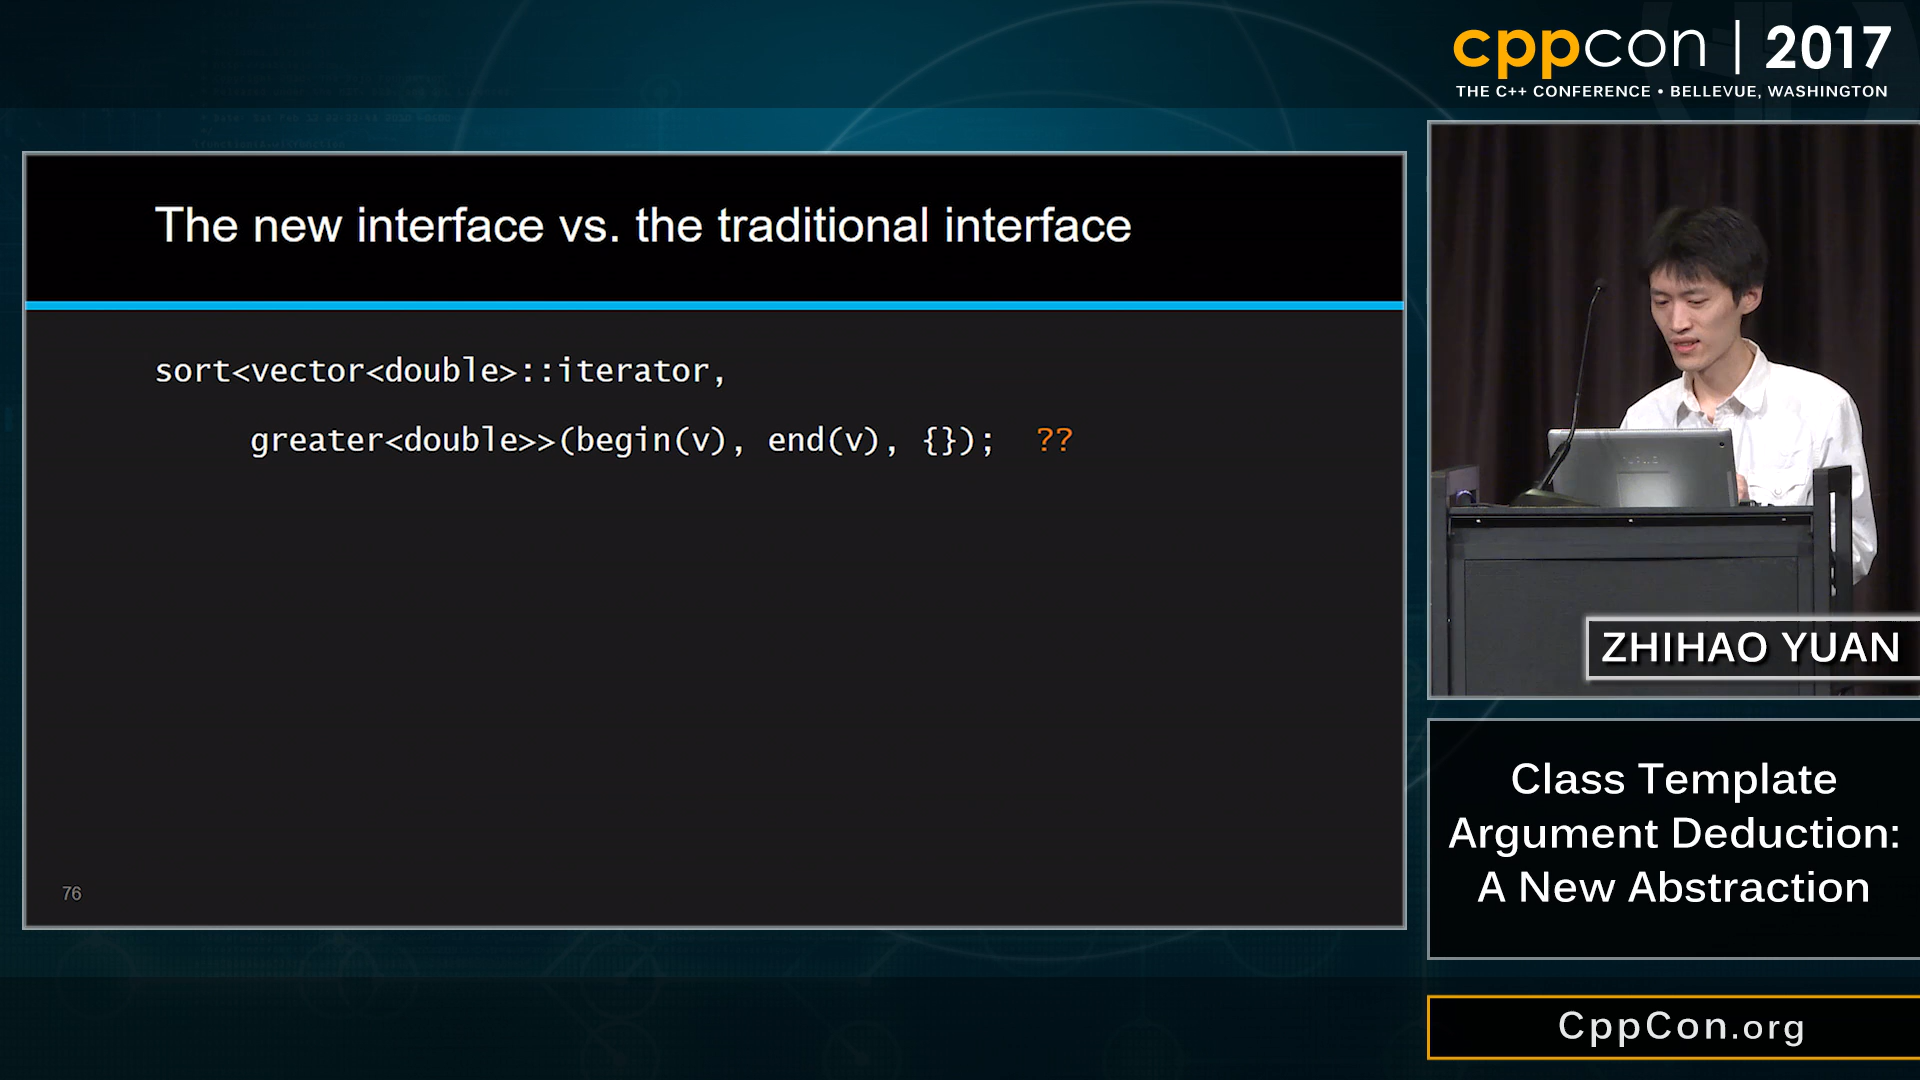 cppcon | 2017
THE C++ CONFERENCE • BELLEVUE, WASHINGTON
The new interface vs. the traditional interface
sort<vector<double>::iterator,
greater<double>>(begin(v), end(v), {}); ??
76
ZHIHAO YUAN
Class Template
Argument Deduction:
A New Abstraction
CppCon.org